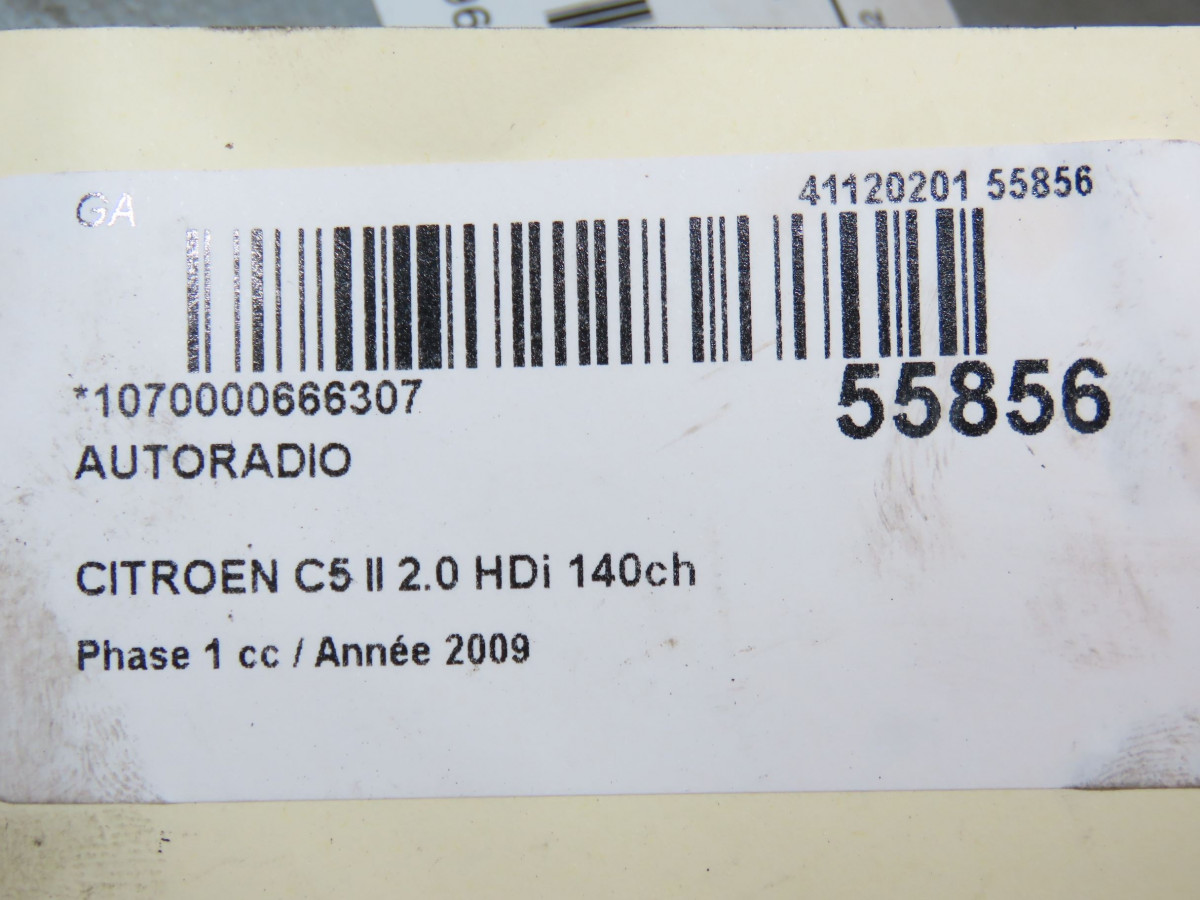 GA
41120201 55856
*1070000666307
55856
AUTORADIO
CITROEN C5 II 2.0 HDi 140ch
Phase 1 cc / Année 2009